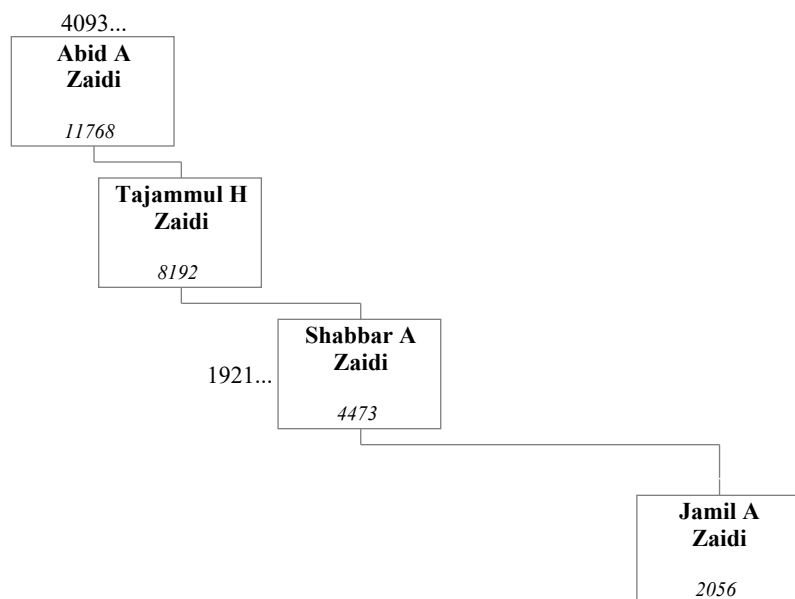 4093...
Abid A
Zaidi
11768
Tajammul H
Zaidi
8192
Shabbar A
Zaidi
1921...
4473
Jamil A
Zaidi
2056